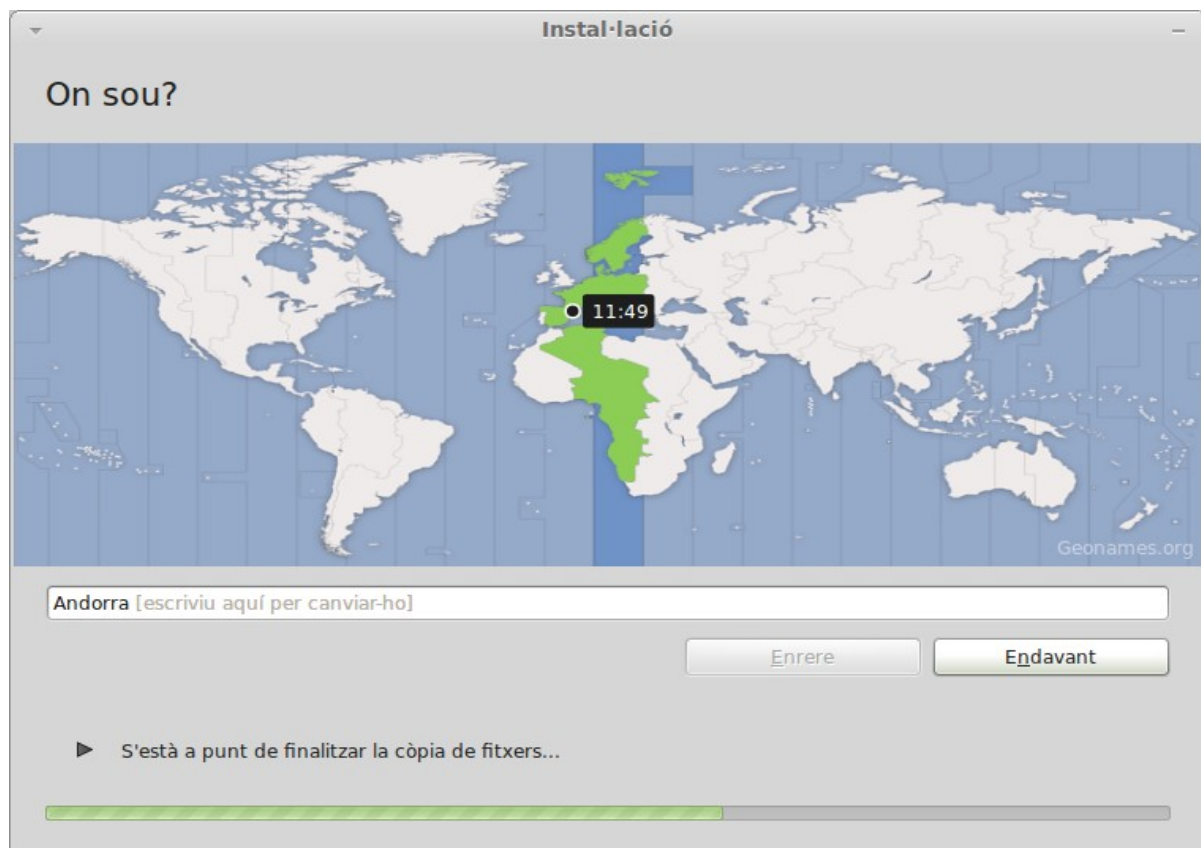 Instal·lació
On sou?
11:49
Geonames.org
Andorra [escriviu aquí per canviar-ho]
Enrere
Endavant
S'està a punt de finalitzar la còpia de fitxers...